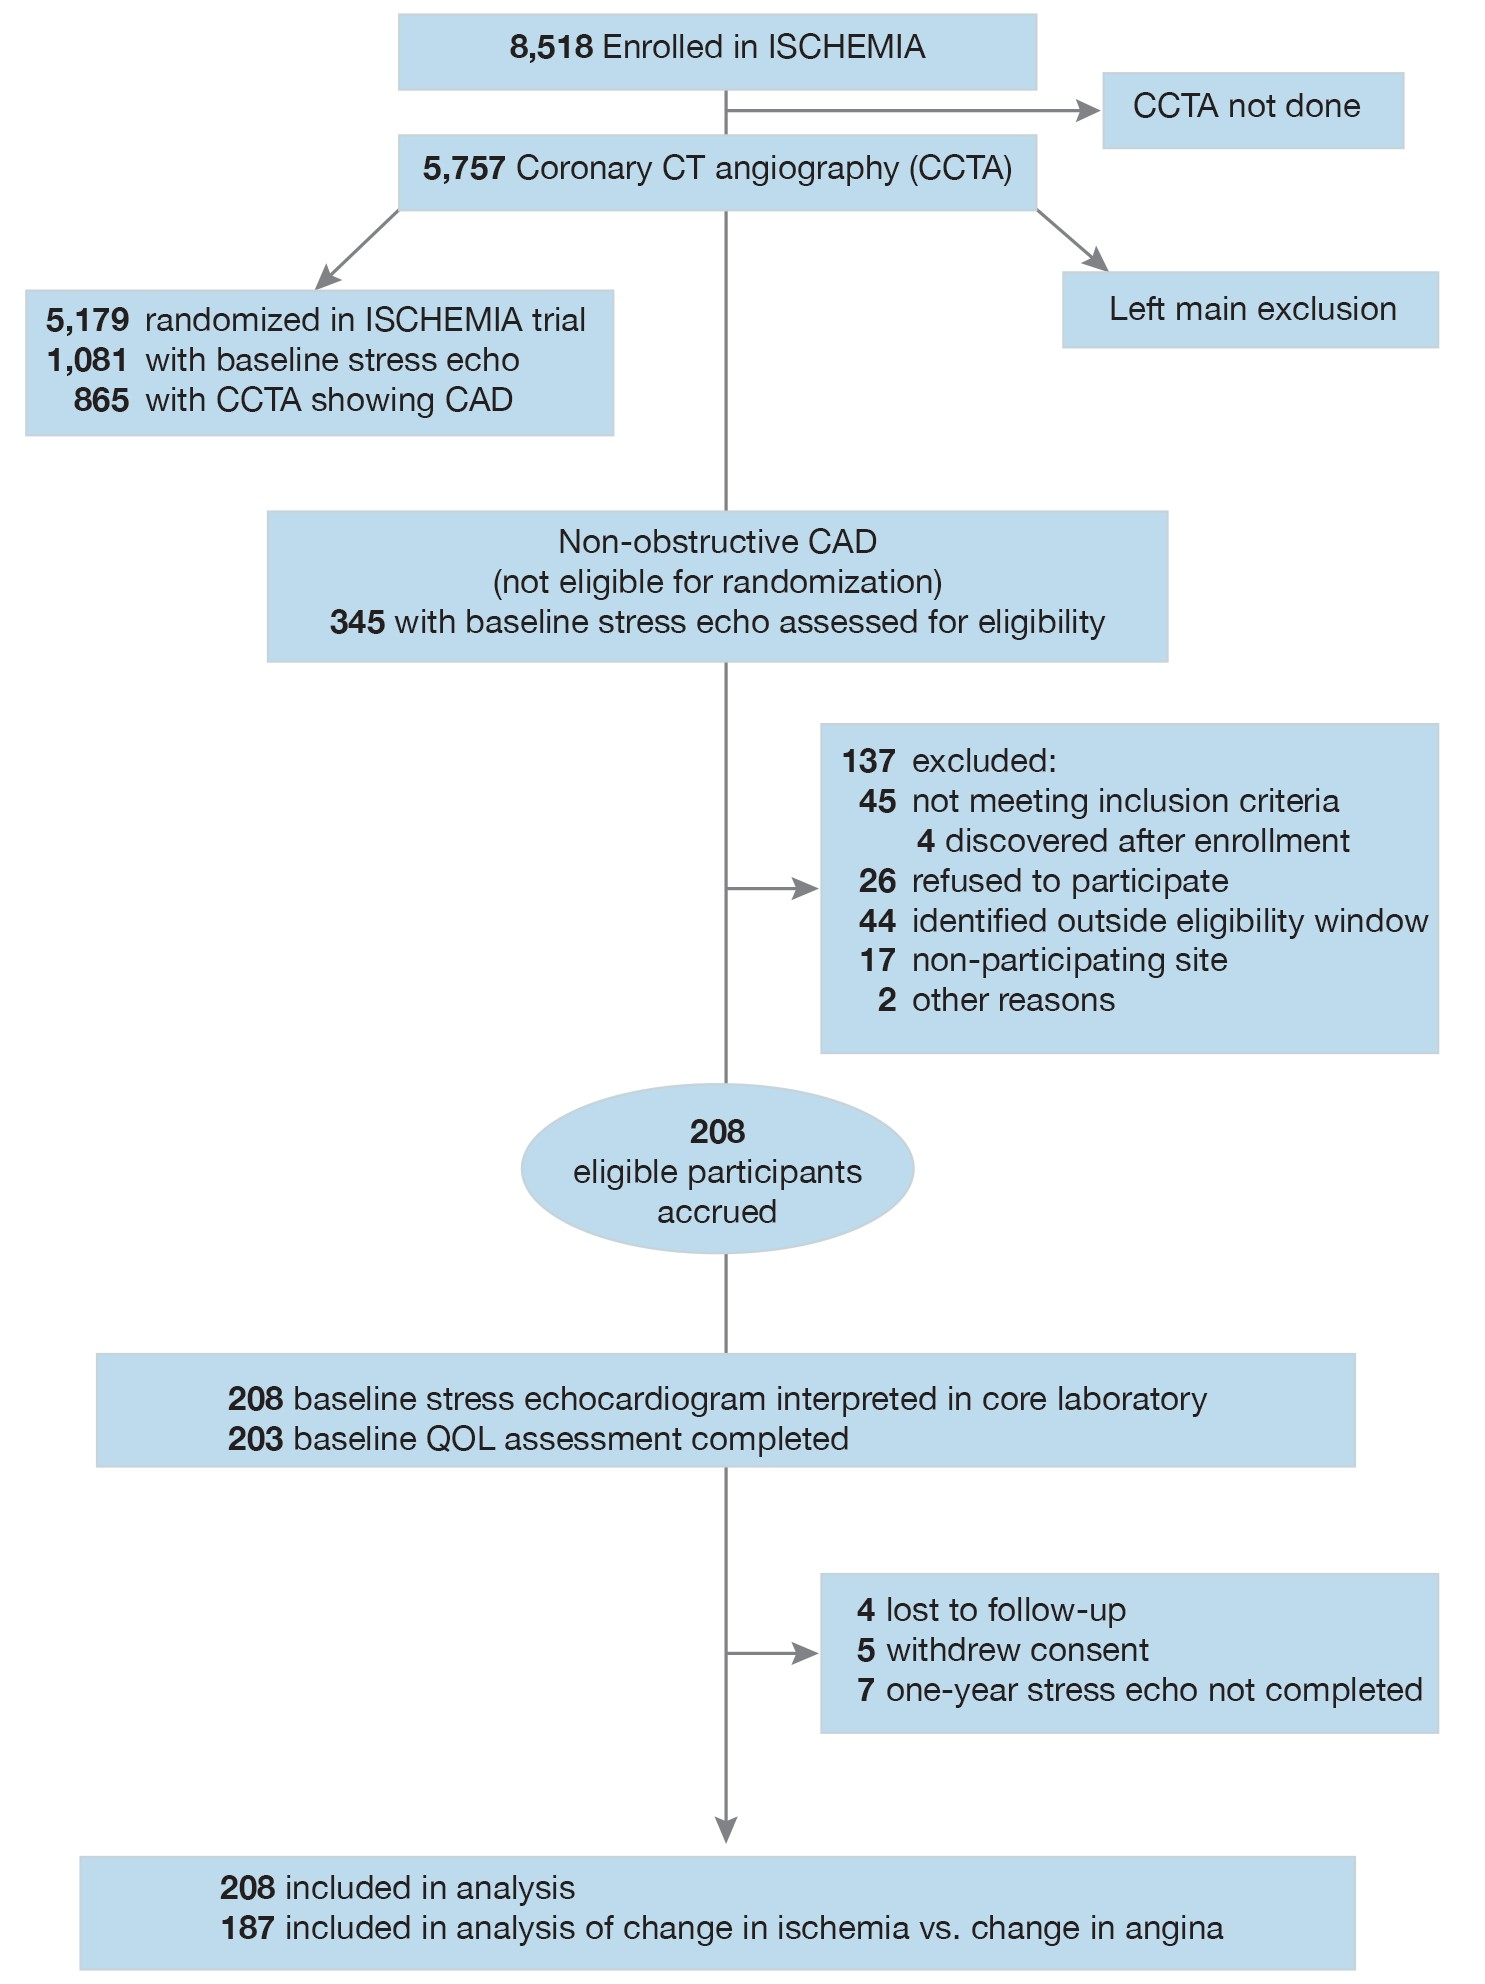 8,518 Enrolled in ISCHEMIA
CCTA not done
5,757 Coronary CT angiography (CCTA)
5,179 randomized in ISCHEMIA trial
1,081 with baseline stress echo
865 with CCTA showing CAD
Left main exclusion
Non-obstructive CAD
(not eligible for randomization)
345 with baseline stress echo assessed for eligibility
137 excluded:
45 not meeting inclusion criteria
4 discovered after enrollment
26 refused to participate
44 identified outside eligibility window
17 non-participating site
2 other reasons
208
eligible participants
accrued
208 baseline stress echocardiogram interpreted in core laboratory
203 baseline QOL assessment completed
4 lost to follow-up
5 withdrew consent
7 one-year stress echo not completed
208 included in analysis
187 included in analysis of change in ischemia vs. change in angina